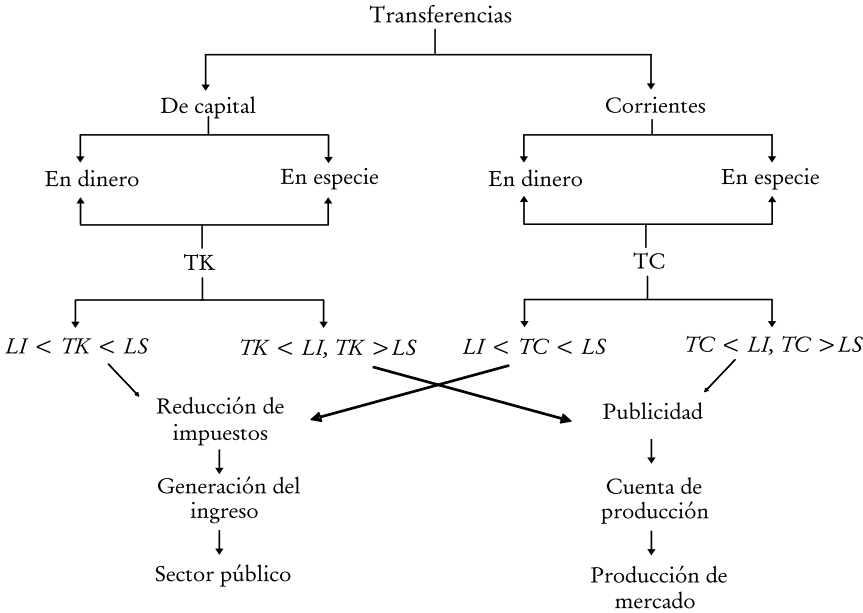 Transferencias
De capital
Corrientes
En dinero
En especie
En dinero
En especie
TK
TC
LI < TK < LS
TK < LI, TK >LS
LI < TC < LS
TC < LI, TC >LS
Reducción de
impuestos
Publicidad
Generación del
ingreso
Cuenta de
producción
Sector público
Producción de
mercado